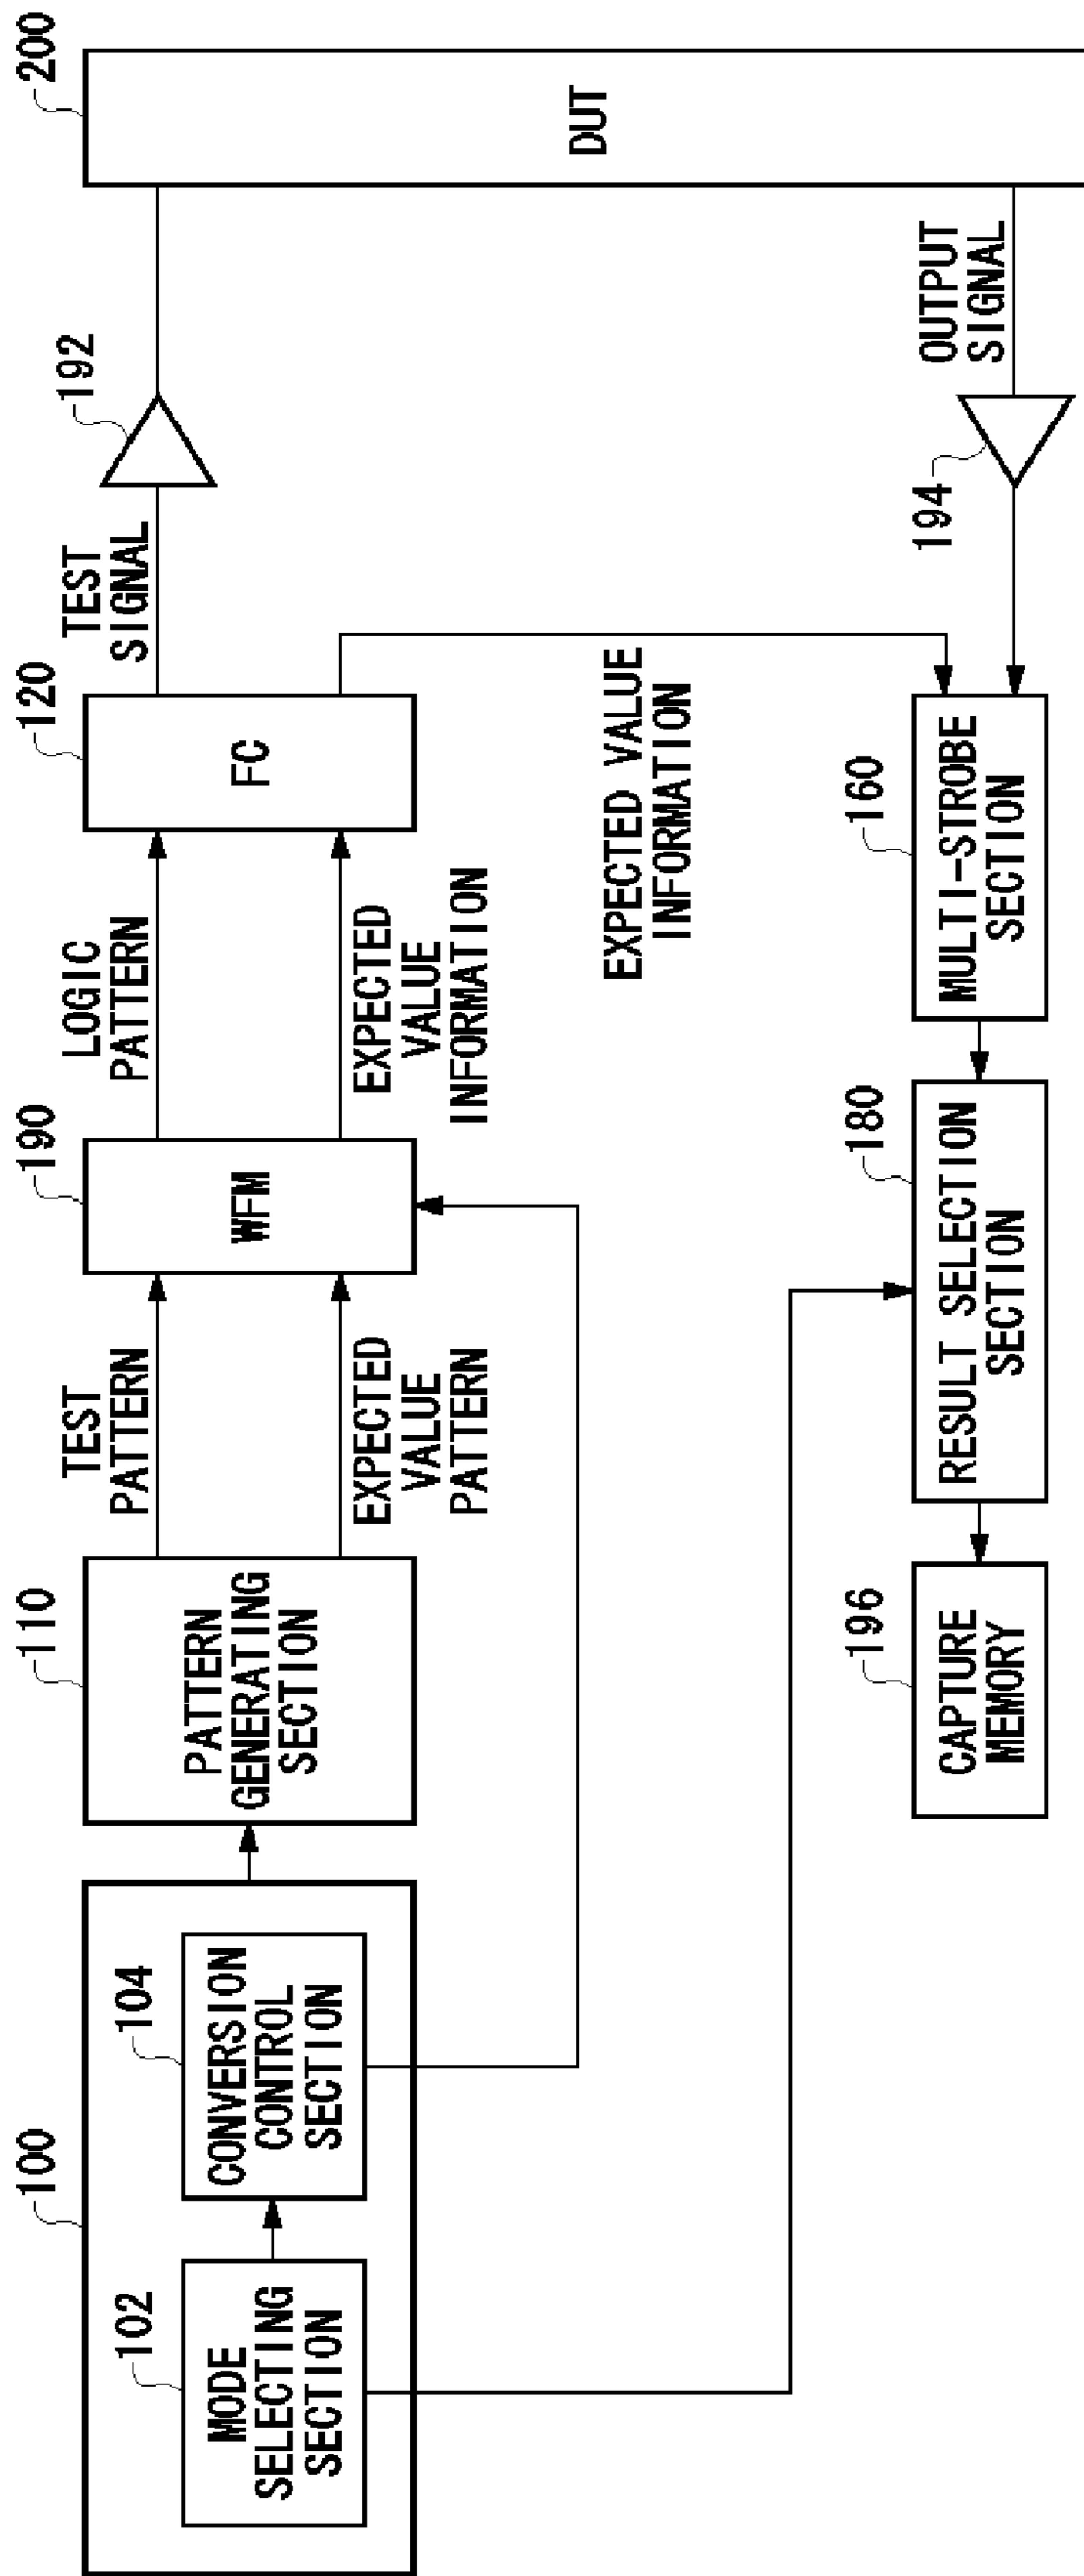 100
102
MODE
SELECTING
SECTION
104
CONVERSION
CONTROL
SECTION
110
PATTERN
GENERATING
SECTION
TEST
PATTERN
EXPECTED
VALUE
PATTERN
190
WFM
LOGIC
PATTERN
EXPECTED
VALUE
INFORMATION
120
FC
TEST
SIGNAL
192
200
DUT
EXPECTED VALUE
INFORMATION
OUTPUT
SIGNAL
194
160
MULTI-STROBE
SECTION
180
RESULT SELECTION
SECTION
196
CAPTURE
MEMORY